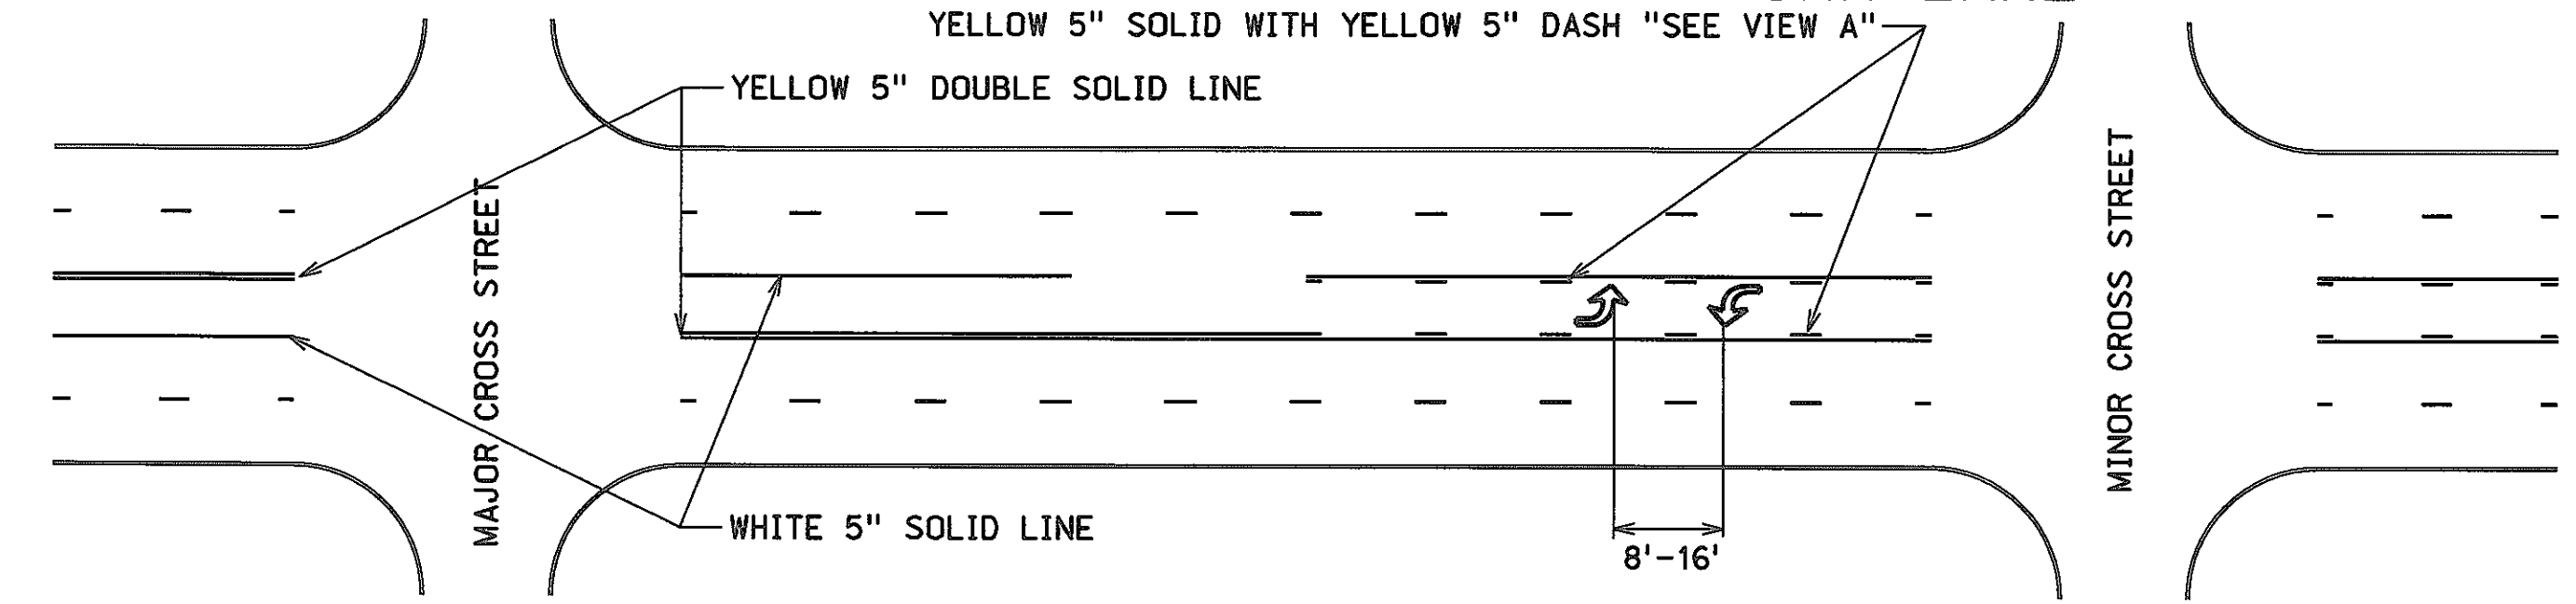 YELLOW 5" SOLID WITH YELLOW 5" DASH "SEE VIEW A"
YELLOW 5" DOUBLE SOLID LINE
MAJOR CROSS STREET
MINOR CROSS STREET
WHITE 5" SOLID LINE
8'-16'